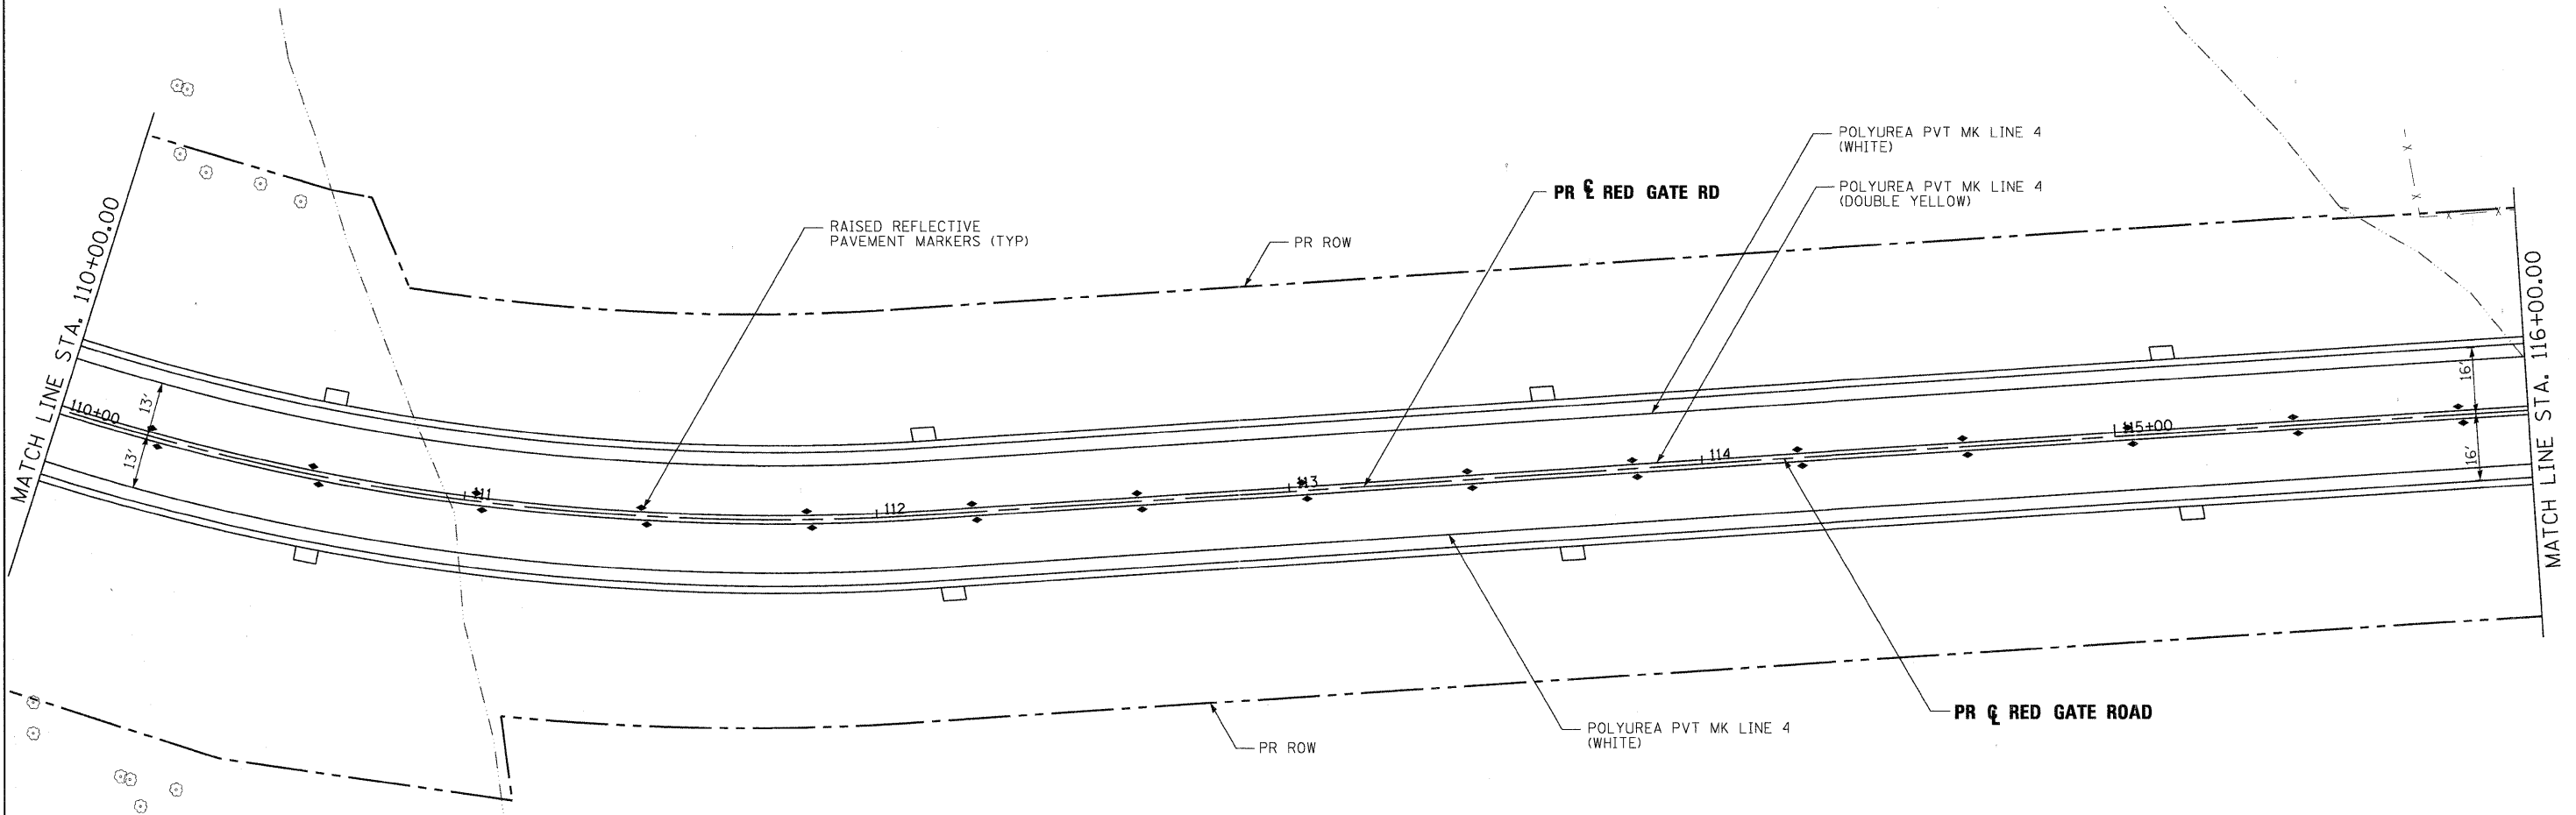 MATCH LINE STA. 110+00.00
RAISED REFLECTIVE
PAVEMENT MARKERS (TYP)
PR ROW
PR ℄ RED GATE RD
POLYUREA PVT MK LINE 4
(WHITE)
POLYUREA PVT MK LINE 4
(DOUBLE YELLOW)
MATCH LINE STA. 116+00.00
110+00
13'
13'
111
112
113
114
115+00
16'
16'
PR ROW
POLYUREA PVT MK LINE 4
(WHITE)
PR ℄ RED GATE ROAD